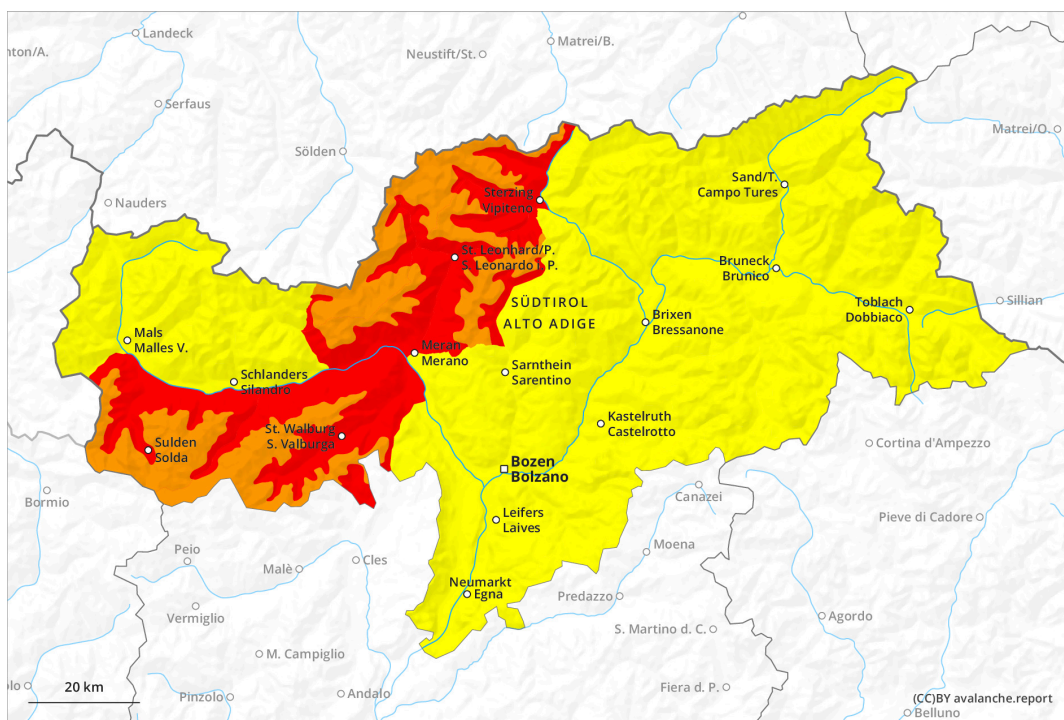 Landeck
Matrei/B.
Neustift/St.
nton/A.
Serfaus
Matrei/O.
Sölden
Sand/T.
Campo Tures
Sterzing
Vipiteno
Nauders
St. Leonhard/P.
S. Leonardo i. P.
Bruneck
Brunico
SÜDTIROL
ALTO ADIGE
Toblach
Dobbiaco
Sillian
Brixen
Bressanone
Mals
Malles V.
Meran
Merano
Sarnthein
Sarentino
Schlanders
Silandro
Kastelruth
Castelrotto
St. Walburg
S. Valburga
Sulden
Solda
Cortina d'Ampezzo
Bozen
Bolzano
Bormio
Canazei
Leifers
Laives
Pieve di Cadore
Peio
Moena
Cles
Malè
Neumarkt
Egna
Predazzo
Vermiglio
Agordo
S. Martino d. C.
M. Campiglio
olo
20 km
Pinzolo
Andalo
Fiera d. P.
(CC)BY avalanche.report
Belluno